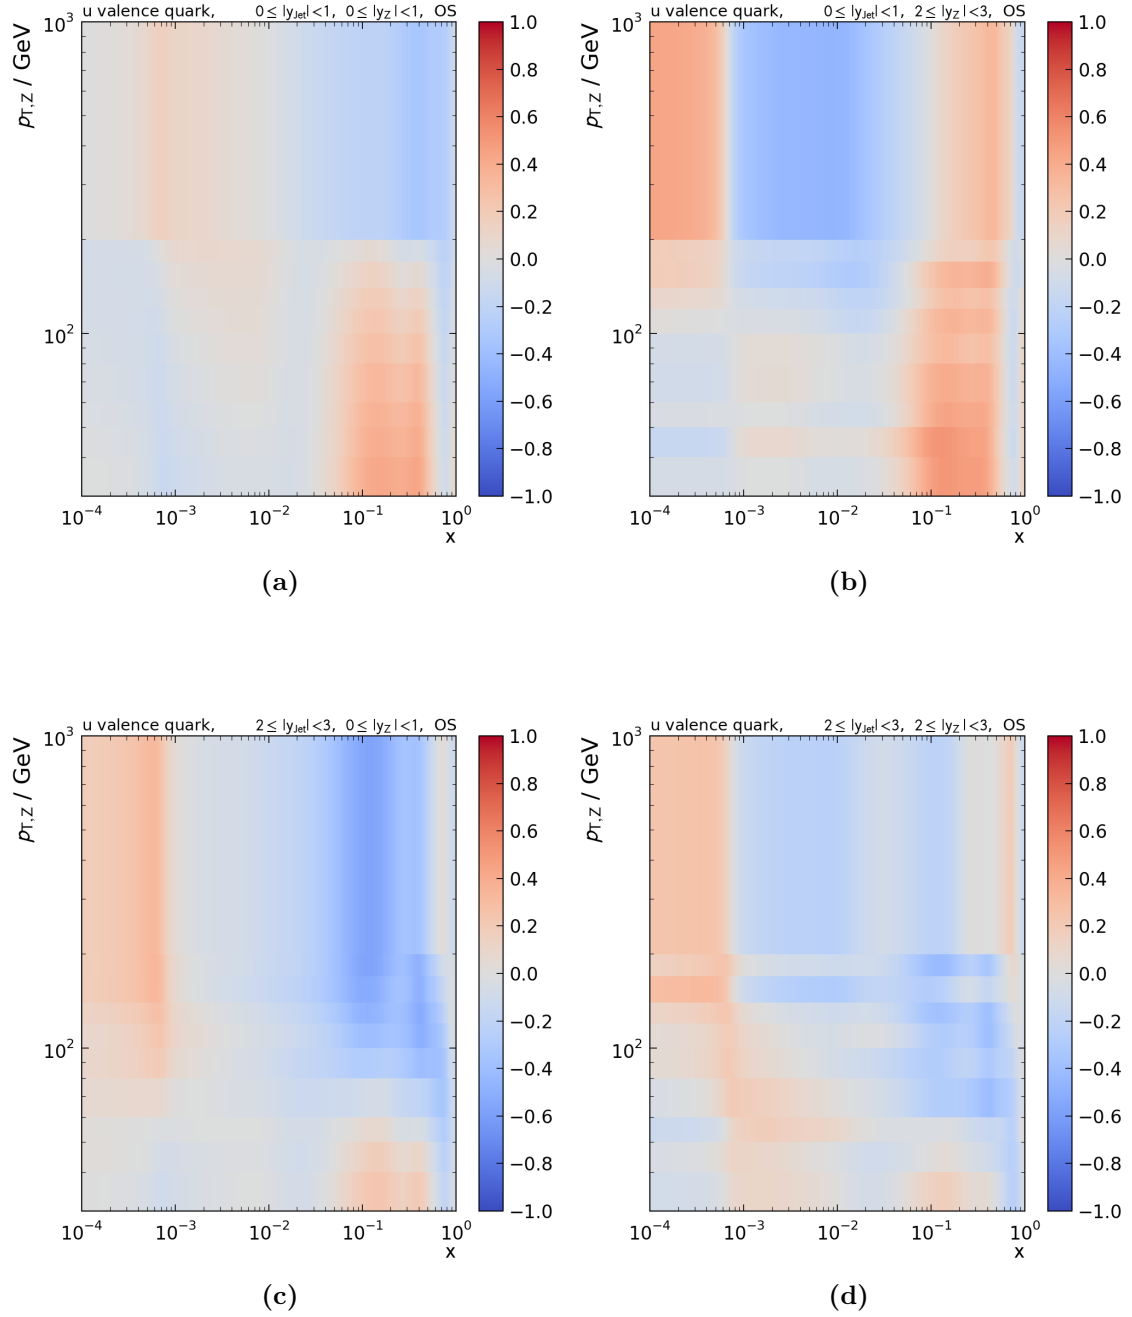 u valence quark, 0 ≤ |y_Jet| <1, 0 ≤ |y_Z| <1, OS
10^3
10^2
p_T,Z / GeV
10^-4 10^-3 10^-2 10^-1 10^0
x
1.0
0.8
0.6
0.4
0.2
0.0
−0.2
−0.4
−0.6
−0.8
−1.0
(a)
u valence quark, 0 ≤ |y_Jet| <1, 2 ≤ |y_Z| <3, OS
10^3
10^2
p_T,Z / GeV
10^-4 10^-3 10^-2 10^-1 10^0
x
1.0
0.8
0.6
0.4
0.2
0.0
−0.2
−0.4
−0.6
−0.8
−1.0
(b)
u valence quark, 2 ≤ |y_Jet| <3, 0 ≤ |y_Z| <1, OS
10^3
10^2
p_T,Z / GeV
10^-4 10^-3 10^-2 10^-1 10^0
x
1.0
0.8
0.6
0.4
0.2
0.0
−0.2
−0.4
−0.6
−0.8
−1.0
(c)
u valence quark, 2 ≤ |y_Jet| <3, 2 ≤ |y_Z| <3, OS
10^3
10^2
p_T,Z / GeV
10^-4 10^-3 10^-2 10^-1 10^0
x
1.0
0.8
0.6
0.4
0.2
0.0
−0.2
−0.4
−0.6
−0.8
−1.0
(d)